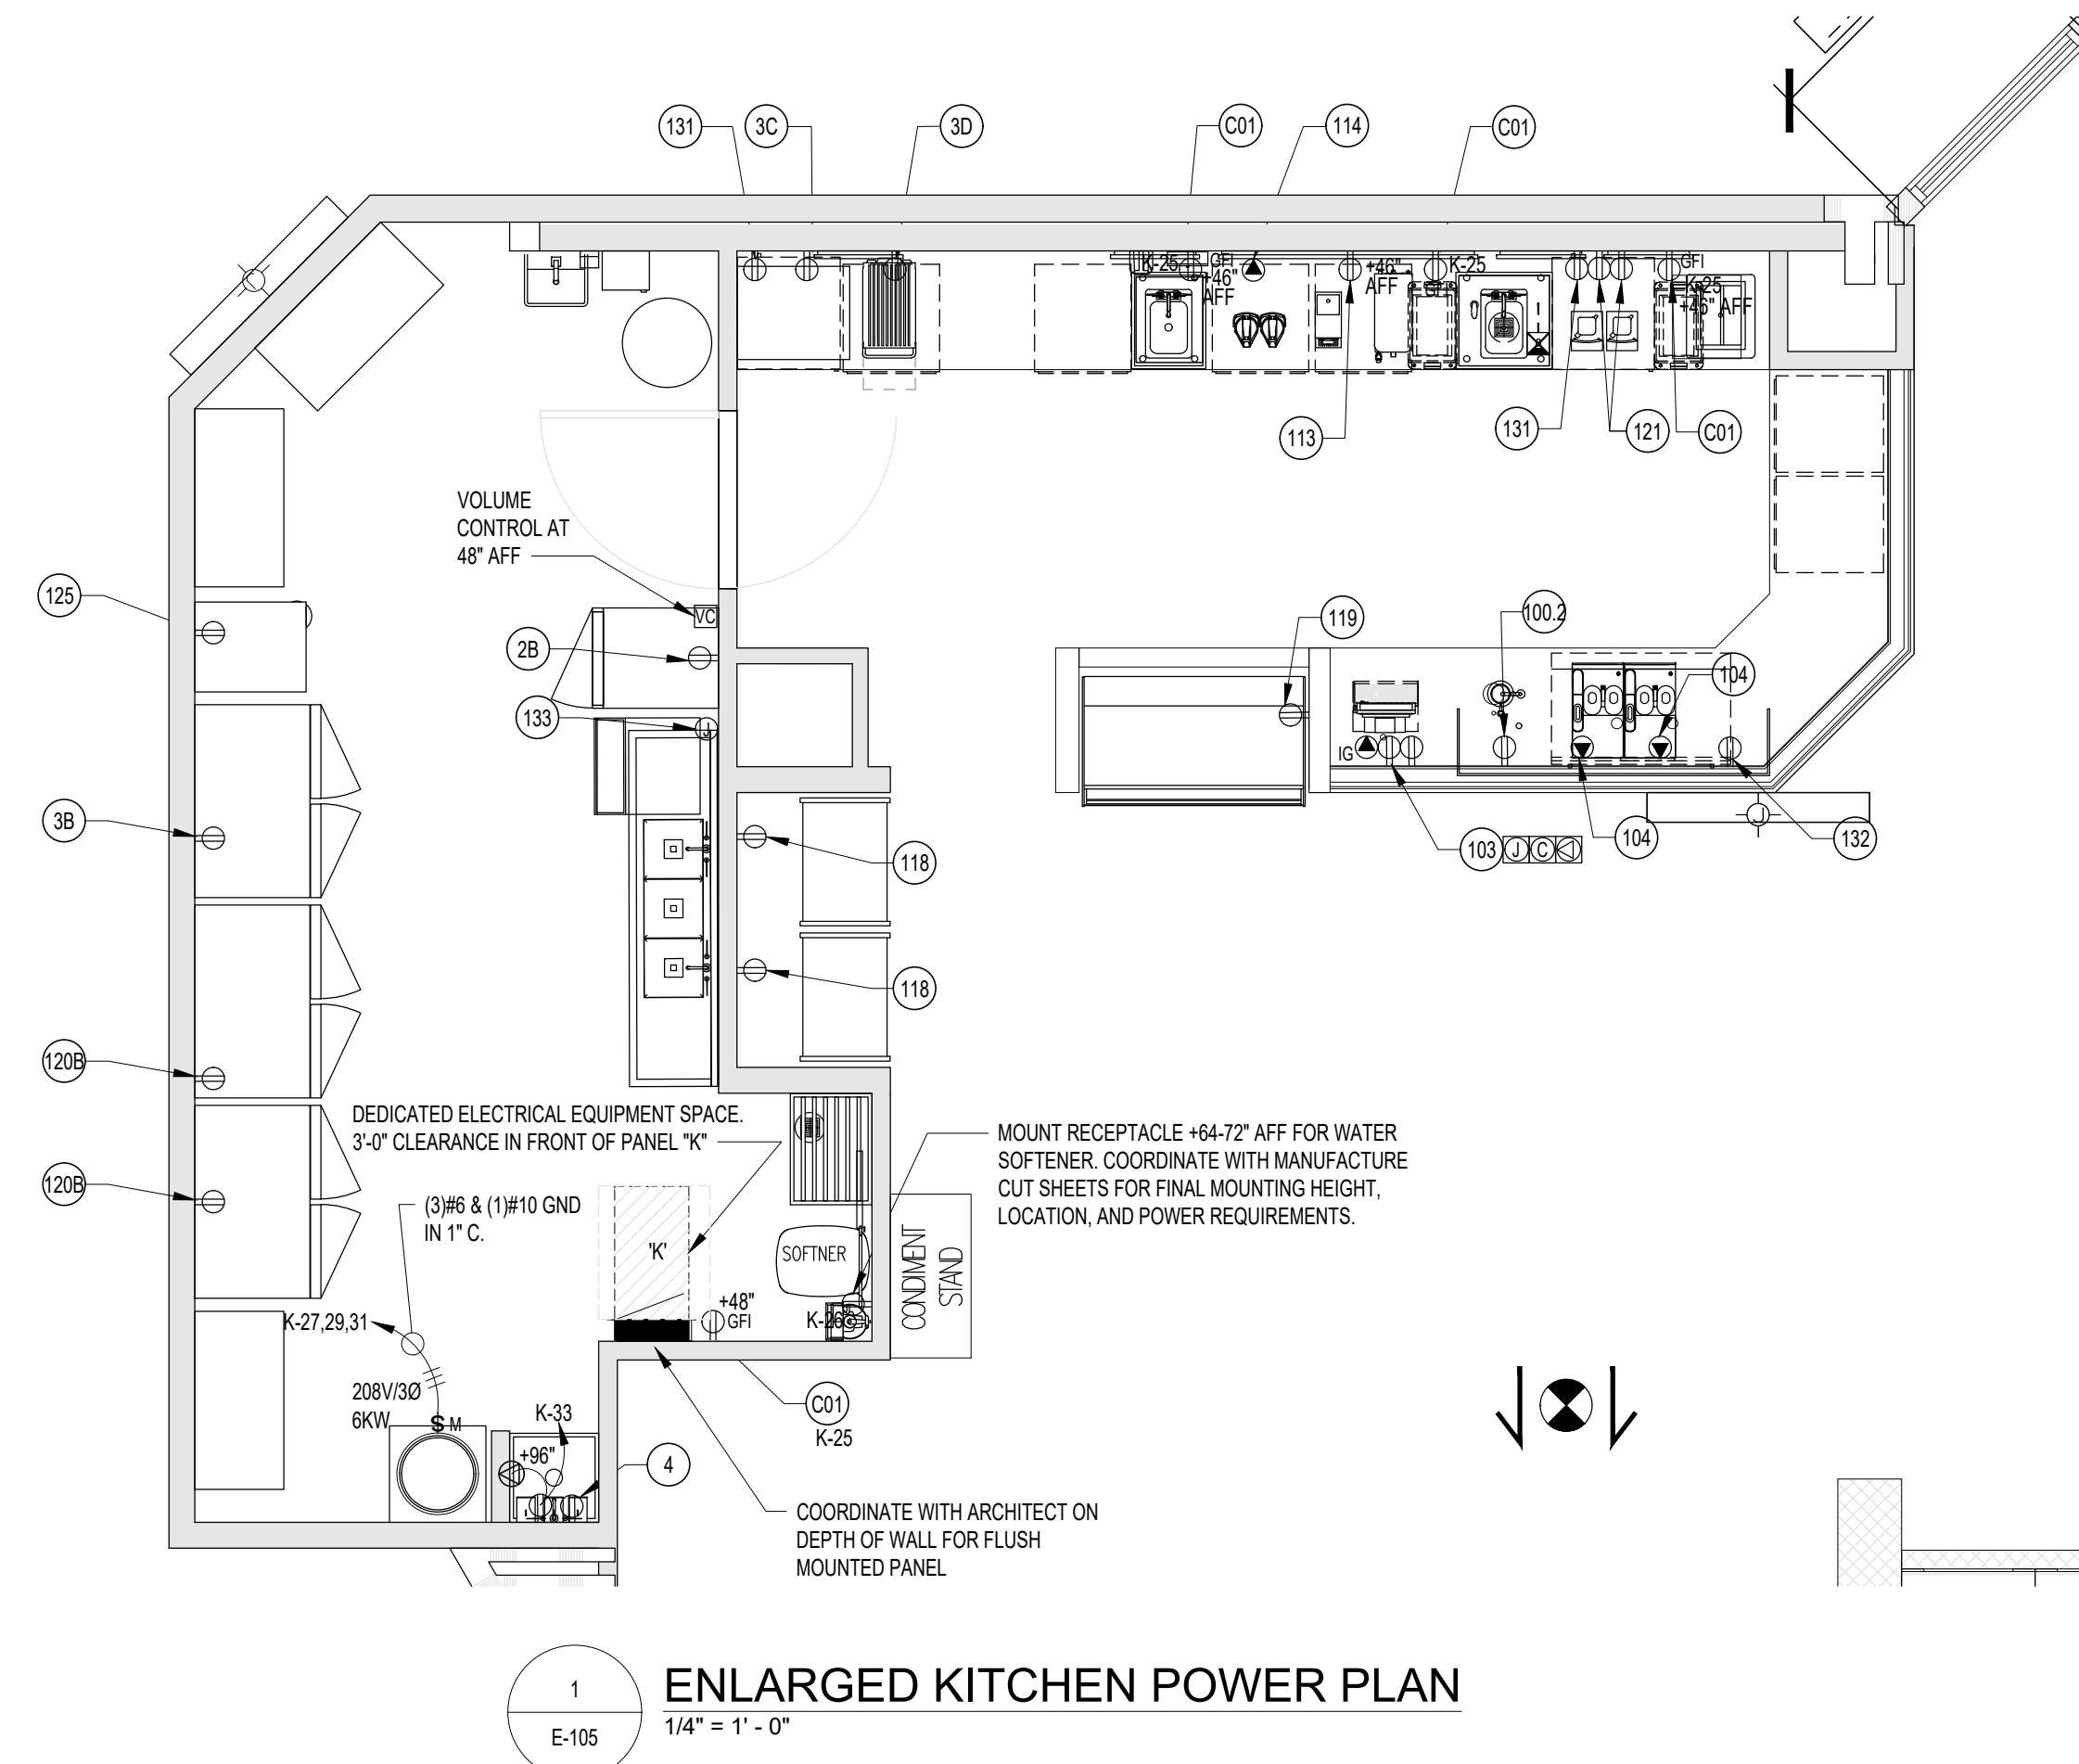 131
3C
3D
C01
114
C01
K-25
GFI
+46"
AFF
+46"
AFF
K-25
GFI
GFI
K-25
+46" AFF
113
131
121
C01
VOLUME
CONTROL AT
48" AFF
125
VC
2B
119
100.2
104
133
J
IG
3B
118
103
J
C
104
J
132
118
120B
DEDICATED ELECTRICAL EQUIPMENT SPACE.
3'-0" CLEARANCE IN FRONT OF PANEL "K"
MOUNT RECEPTACLE +64-72" AFF FOR WATER
SOFTENER. COORDINATE WITH MANUFACTURE
CUT SHEETS FOR FINAL MOUNTING HEIGHT,
LOCATION, AND POWER REQUIREMENTS.
120B
(3)#6 & (1)#10 GND
IN 1" C.
'K'
SOFTNER
CONDIMENT
STAND
+48"
GFI
K-26
K-27,29,31
208V/3Ø
6KW
$ M
K-33
+96"
C01
K-25
4
COORDINATE WITH ARCHITECT ON
DEPTH OF WALL FOR FLUSH
MOUNTED PANEL
1
E-105
ENLARGED KITCHEN POWER PLAN
1/4" = 1' - 0"